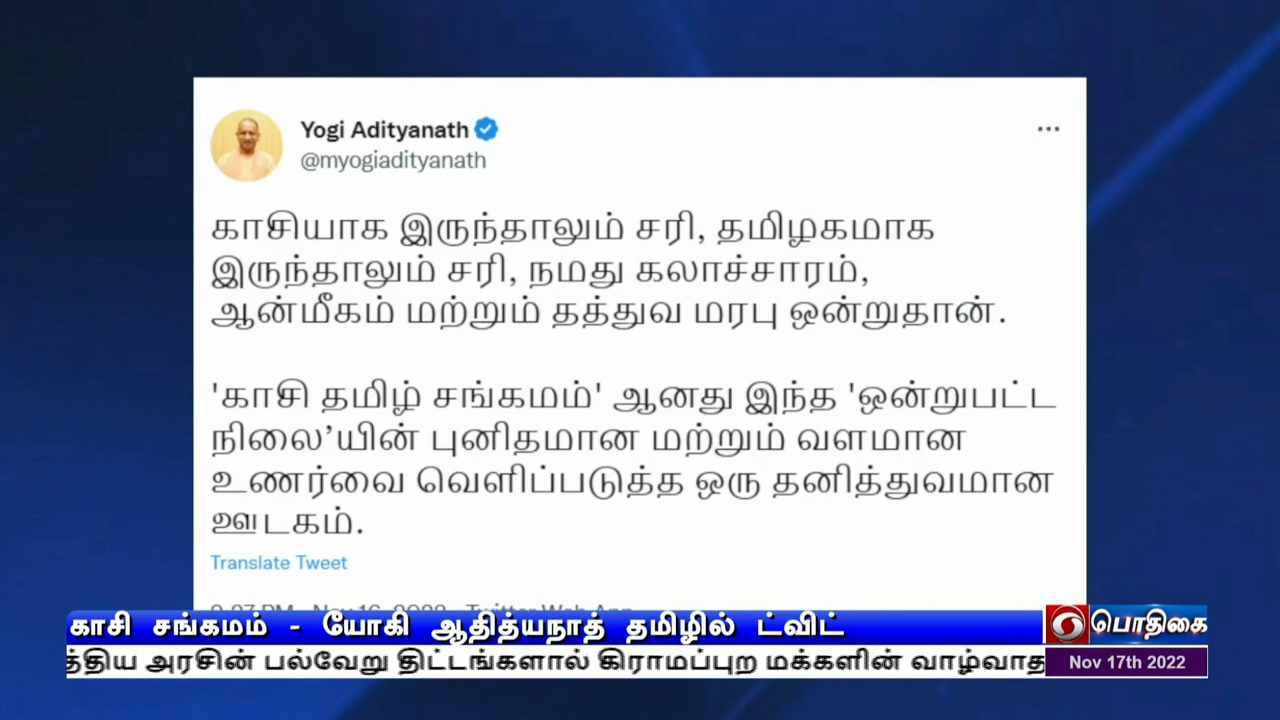 Yogi Adityanath
@myogiadityanath
காசியாக இருந்தாலும் சரி, தமிழகமாக
இருந்தாலும் சரி, நமது கலாச்சாரம்,
ஆன்மீகம் மற்றும் தத்துவ மரபு ஒன்றுதான்.
'காசி தமிழ் சங்கமம்' ஆனது இந்த 'ஒன்றுபட்ட
நிலை’யின் புனிதமான மற்றும் வளமான
உணர்வை வெளிப்படுத்த ஒரு தனித்துவமான
ஊடகம்.
Translate Tweet
காசி சங்கமம் - யோகி ஆதித்யநாத் தமிழில் ட்விட்
பொதிகை
த்திய அரசின் பல்வேறு திட்டங்களால் கிராமப்புற மக்களின் வாழ்வாத
Nov 17th 2022